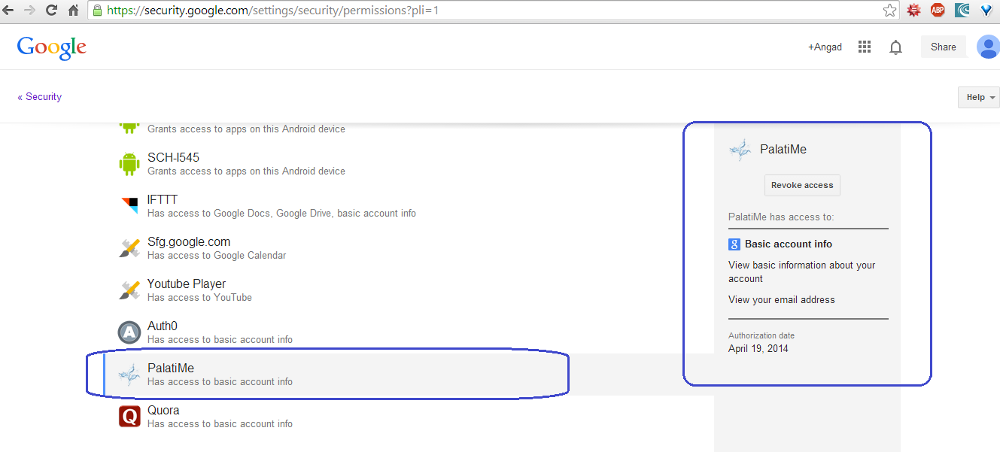 https://security.google.com/settings/security/permissions?pli=1
ABP
Google
+Angad
Share
« Security
Help
Grants access to apps on this Android device
SCH-I545
Grants access to apps on this Android device
IFTTT
Has access to Google Docs, Google Drive, basic account info
Sfg.google.com
Has access to Google Calendar
Youtube Player
Has access to YouTube
A
Auth0
Has access to basic account info
PalatiMe
Has access to basic account info
Q
Quora
Has access to basic account info
PalatiMe
Revoke access
PalatiMe has access to:
g
Basic account info
View basic information about your
account
View your email address
Authorization date
April 19, 2014